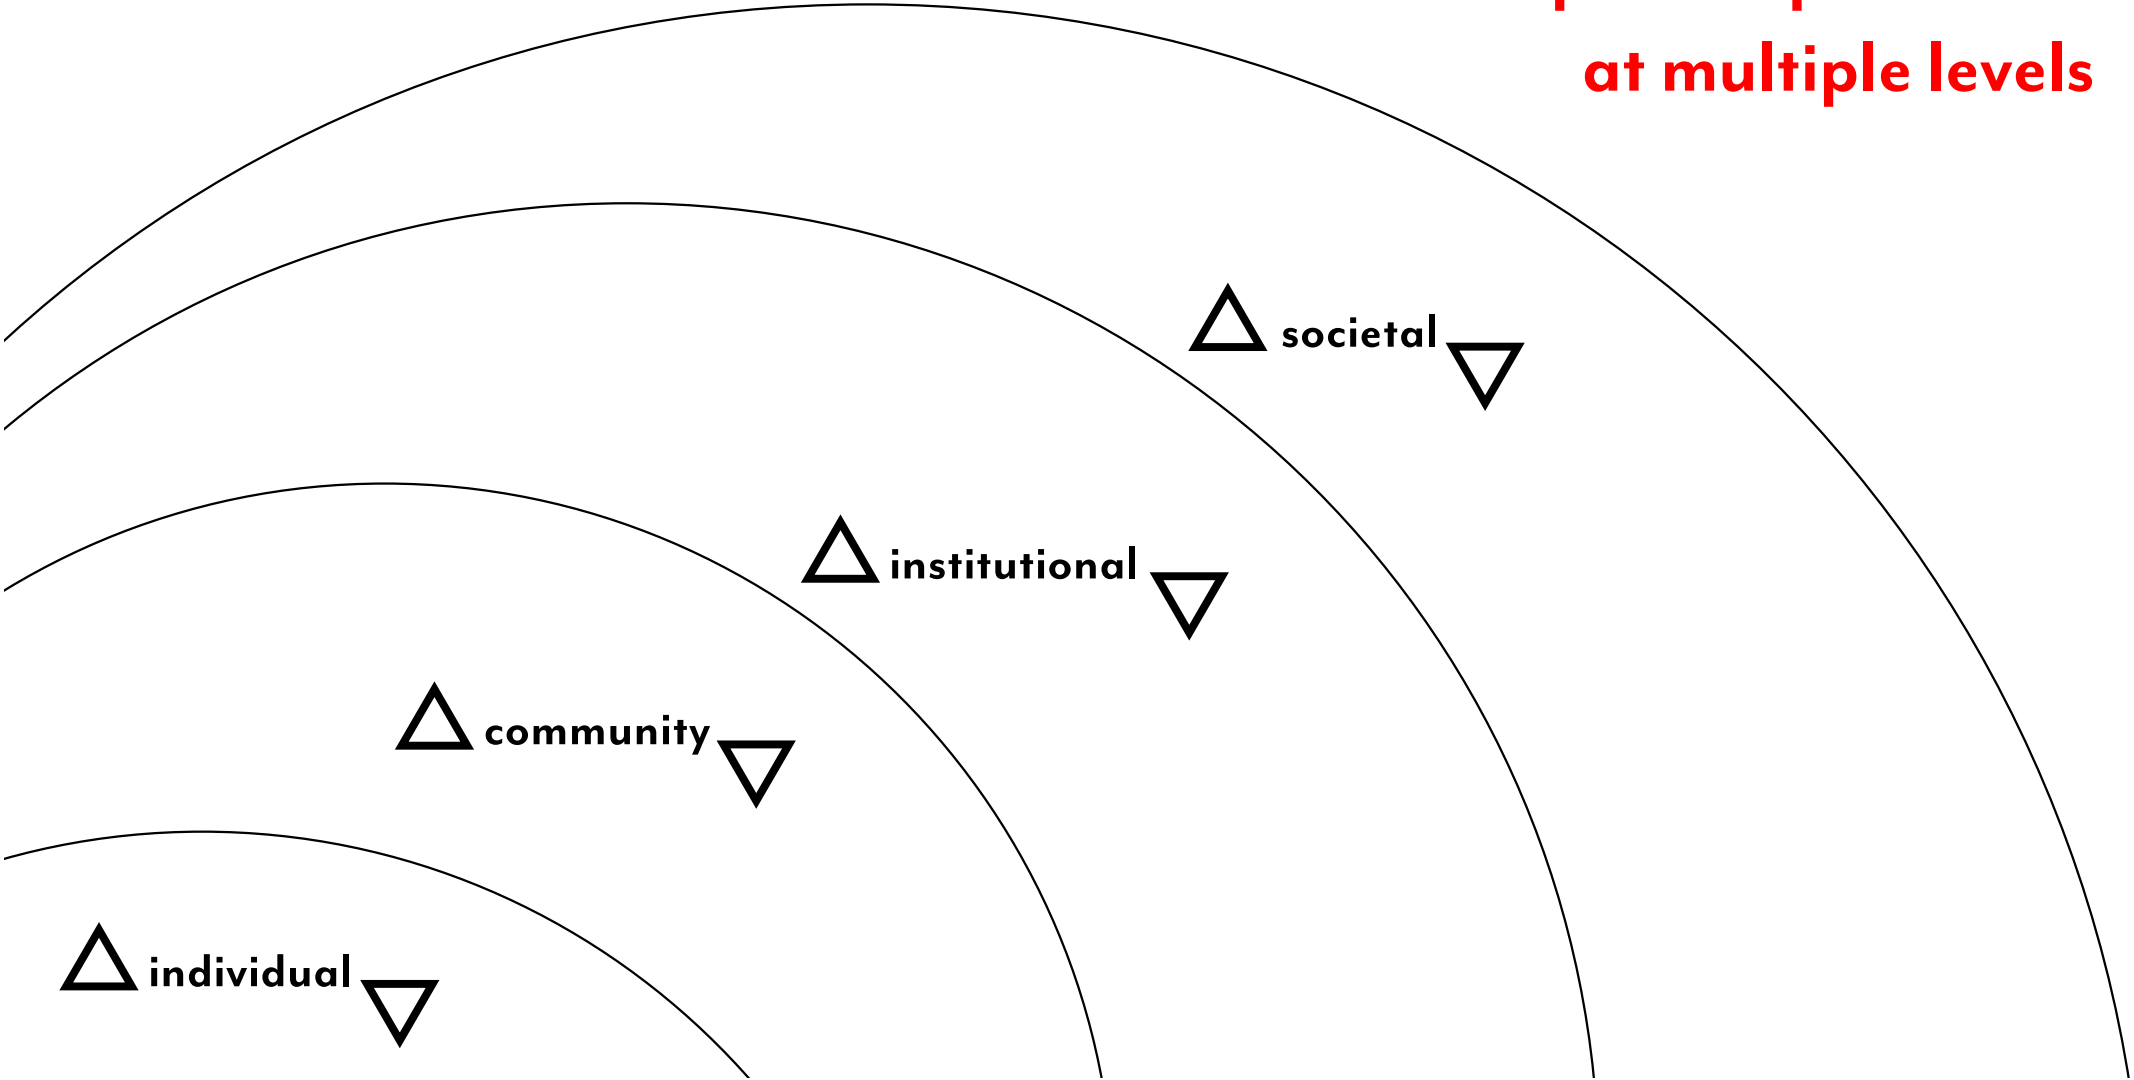 at multiple levels
societal
institutional
community
individual